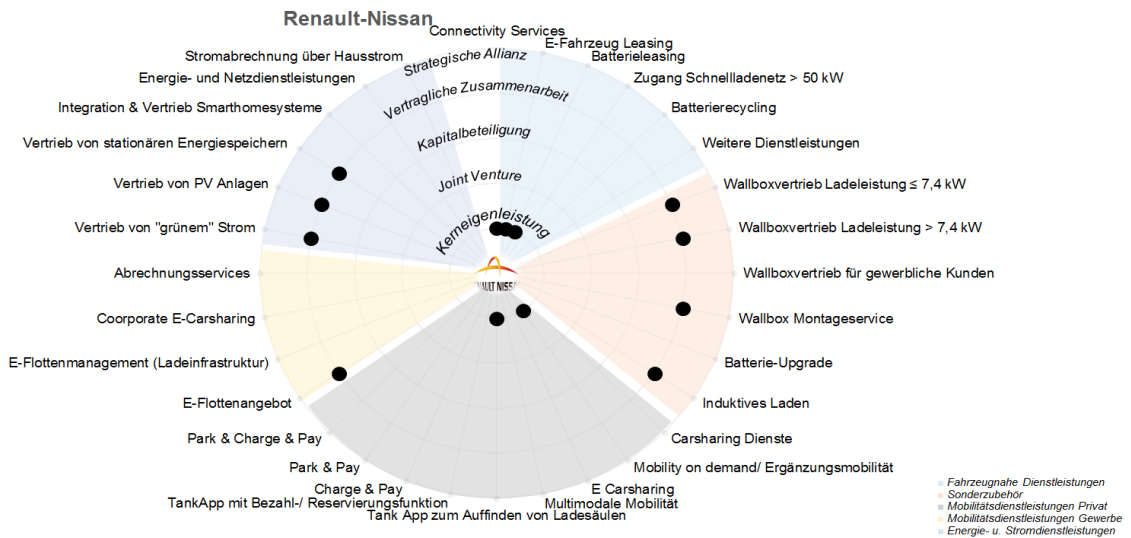 Renault-Nissan
Connectivity Services
E-Fahrzeug Leasing
Batterieleasing
Zugang Schnellladenetz > 50 kW
Batterierecycling
Weitere Dienstleistungen
Wallboxvertrieb Ladeleistung ≤ 7,4 kW
Wallboxvertrieb Ladeleistung > 7,4 kW
Wallboxvertrieb für gewerbliche Kunden
Wallbox Montageservice
Batterie-Upgrade
Induktives Laden
Carsharing Dienste
Mobility on demand/ Ergänzungsmobilität
E Carsharing
Multimodale Mobilität
Tank App zum Auffinden von Ladesäulen
TankApp mit Bezahl-/ Reservierungsfunktion
Charge & Pay
Park & Pay
Park & Charge & Pay
E-Flottenangebot
E-Flottenmanagement (Ladeinfrastruktur)
Coorporate E-Carsharing
Abrechnungsservices
Vertrieb von "grünem" Strom
Vertrieb von PV Anlagen
Vertrieb von stationären Energiespeichern
Integration & Vertrieb Smarthomesysteme
Energie- und Netzdienstleistungen
Stromabrechnung über Hausstrom
Strategische Allianz
Vertragliche Zusammenarbeit
Kapitalbeteiligung
Joint Venture
Kerneigenleistung
Fahrzeugnahe Dienstleistungen
Sonderzubehör
Mobilitätsdienstleistungen Privat
Mobilitätsdienstleistungen Gewerbe
Energie- u. Stromdienstleistungen